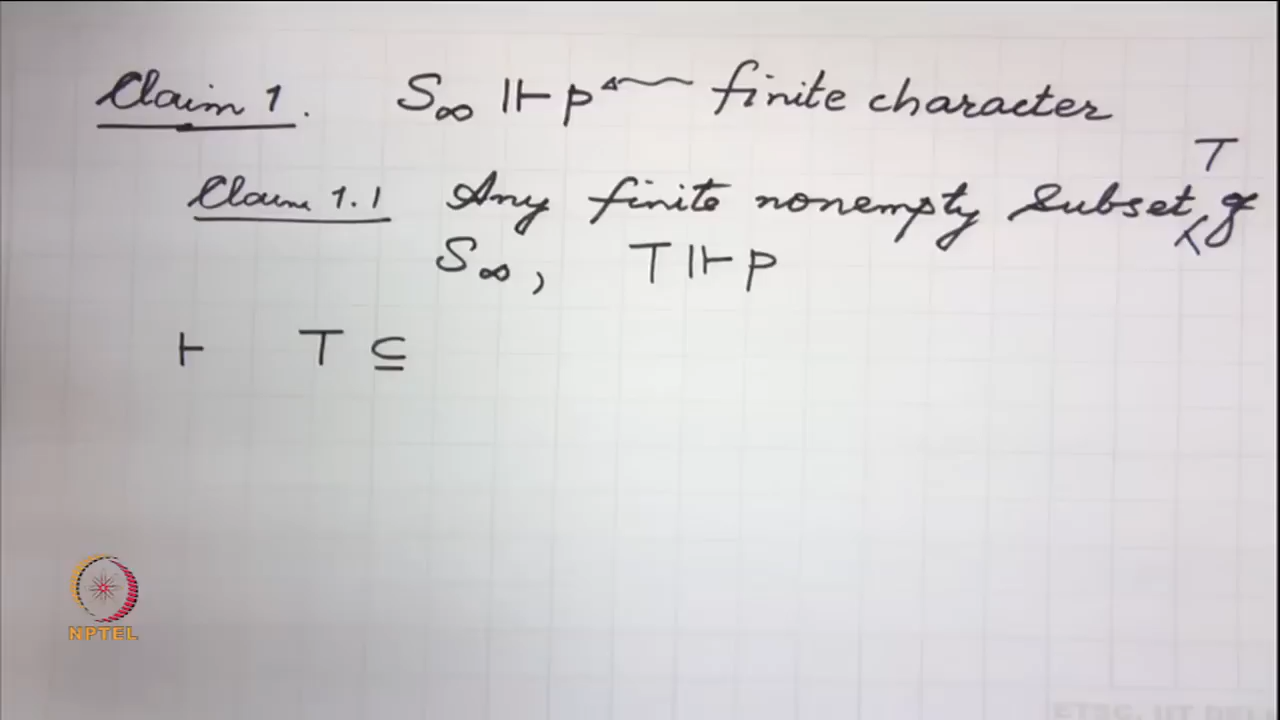 Claim 1. S∞ ⊩ p ← finite character
Claim 1.1 Any finite nonempty subset T of
S∞, T ⊩ p
⊢ T ⊆
NPTEL